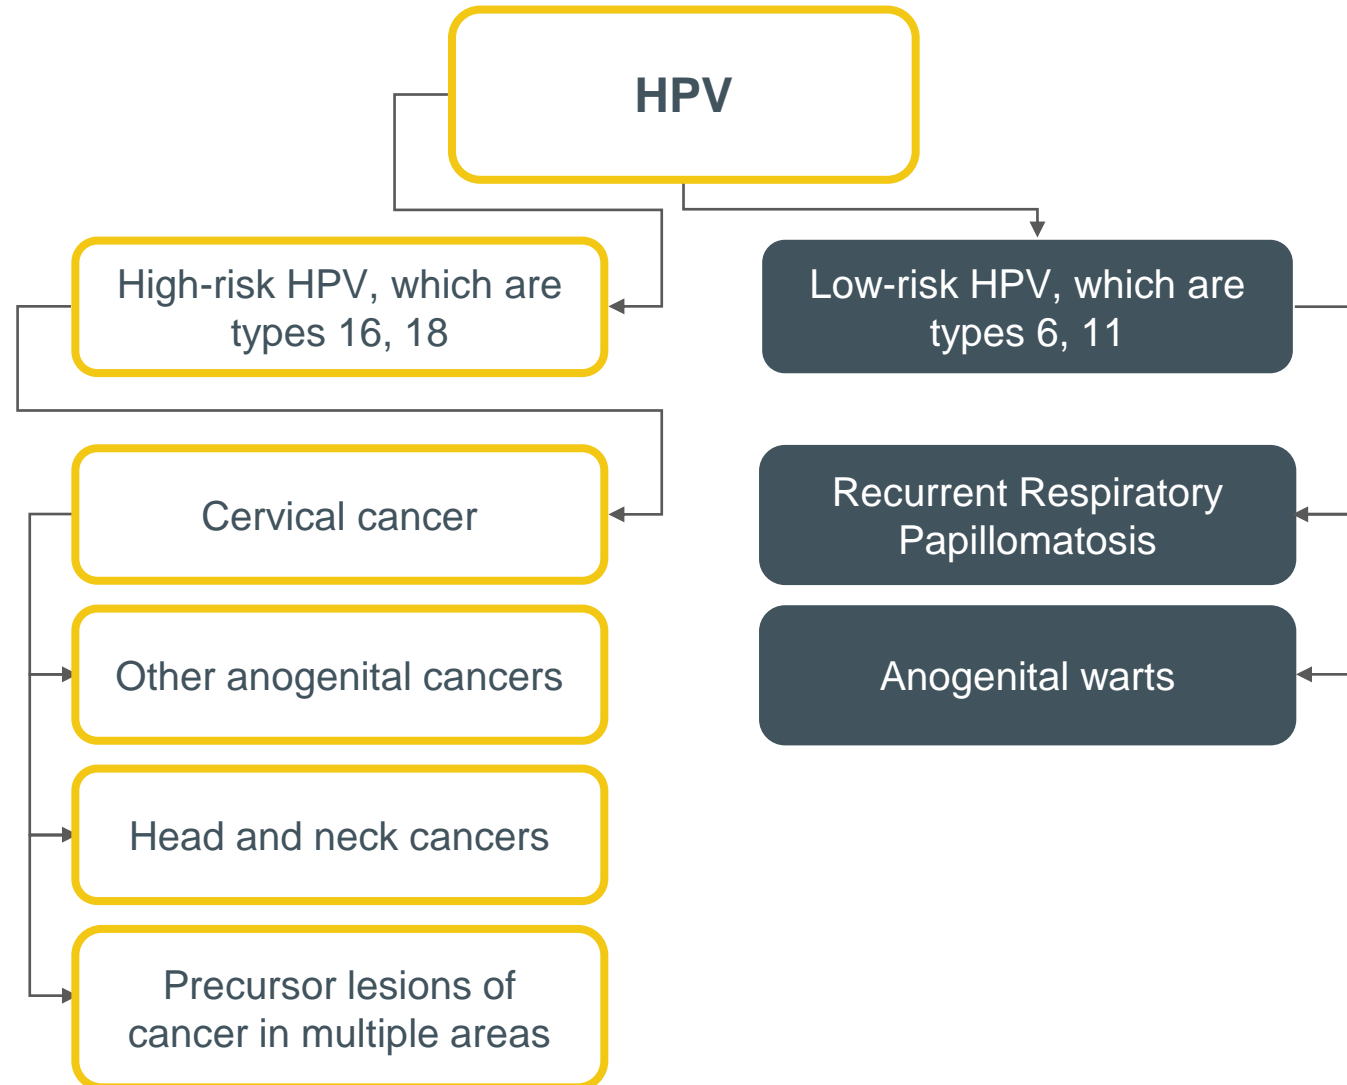 HPV
High-risk HPV, which are
types 16, 18
Low-risk HPV, which are
types 6, 11
Cervical cancer
Recurrent Respiratory
Papillomatosis
Other anogenital cancers
Anogenital warts
Head and neck cancers
Precursor lesions of
cancer in multiple areas